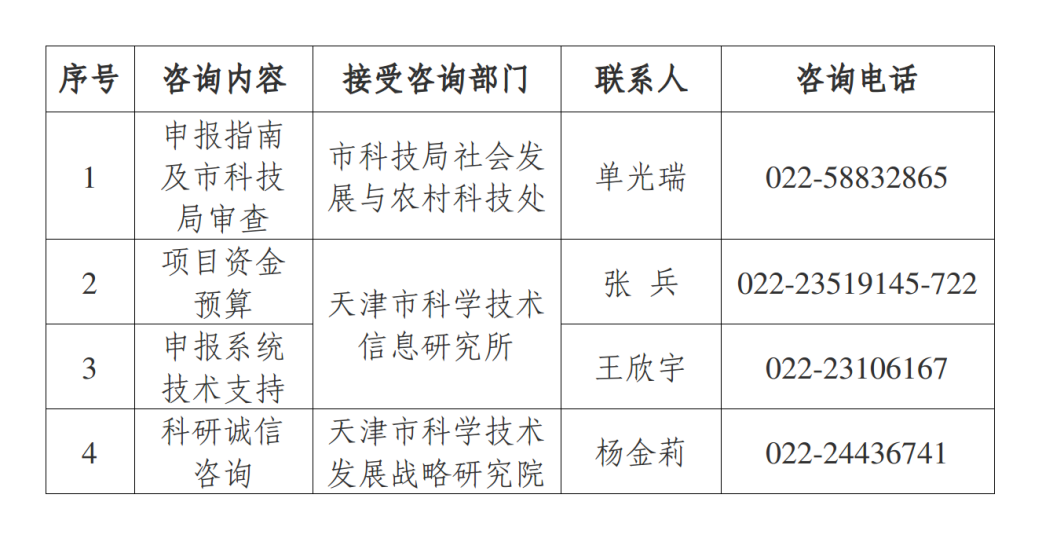 序号 咨询内容 接受咨询部门 联系人 咨询电话
1 申报指南及市科技局审查 市科技局社会发展与农村科技处 单光瑞 022-58832865
2 项目资金预算 天津市科学技术信息研究所 张 兵 022-23519145-722
3 申报系统技术支持 王欣宇 022-23106167
4 科研诚信咨询 天津市科学技术发展战略研究院 杨金莉 022-24436741